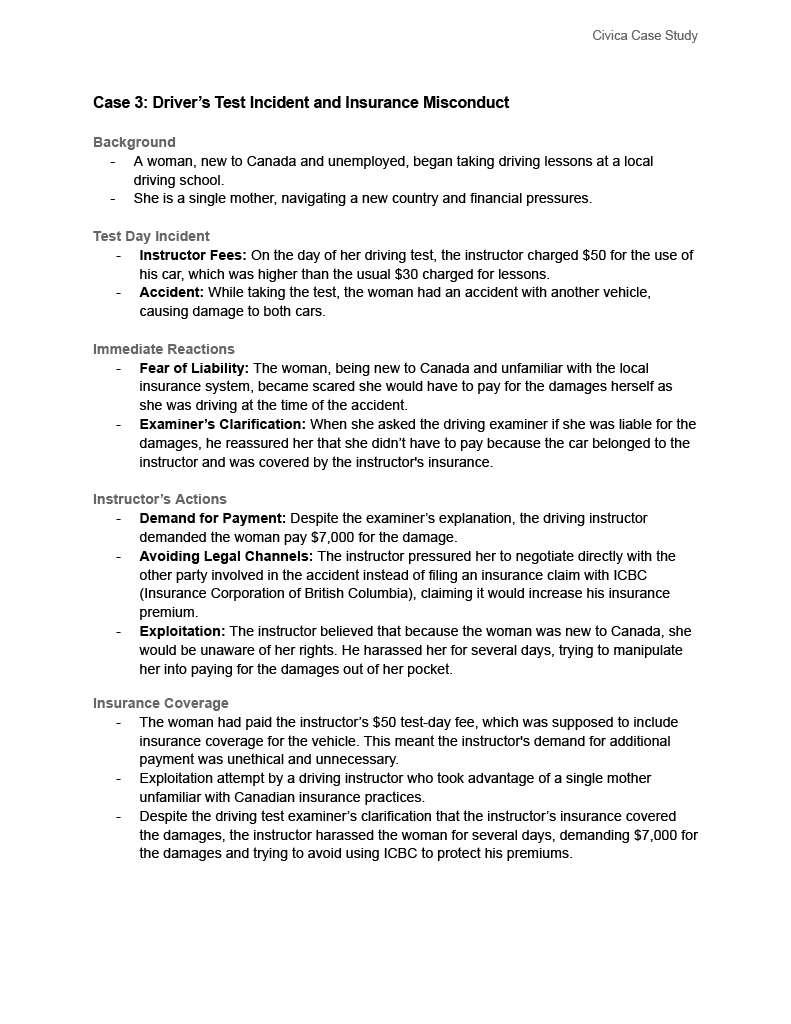 Civica Case Study
Case 3: Driver’s Test Incident and Insurance Misconduct
Background
- A woman, new to Canada and unemployed, began taking driving lessons at a local
driving school.
- She is a single mother, navigating a new country and financial pressures.
Test Day Incident
- Instructor Fees: On the day of her driving test, the instructor charged $50 for the use of
his car, which was higher than the usual $30 charged for lessons.
- Accident: While taking the test, the woman had an accident with another vehicle,
causing damage to both cars.
Immediate Reactions
- Fear of Liability: The woman, being new to Canada and unfamiliar with the local
insurance system, became scared she would have to pay for the damages herself as
she was driving at the time of the accident.
- Examiner’s Clarification: When she asked the driving examiner if she was liable for the
damages, he reassured her that she didn’t have to pay because the car belonged to the
instructor and was covered by the instructor's insurance.
Instructor’s Actions
- Demand for Payment: Despite the examiner’s explanation, the driving instructor
demanded the woman pay $7,000 for the damage.
- Avoiding Legal Channels: The instructor pressured her to negotiate directly with the
other party involved in the accident instead of filing an insurance claim with ICBC
(Insurance Corporation of British Columbia), claiming it would increase his insurance
premium.
- Exploitation: The instructor believed that because the woman was new to Canada, she
would be unaware of her rights. He harassed her for several days, trying to manipulate
her into paying for the damages out of her pocket.
Insurance Coverage
- The woman had paid the instructor’s $50 test-day fee, which was supposed to include
insurance coverage for the vehicle. This meant the instructor's demand for additional
payment was unethical and unnecessary.
- Exploitation attempt by a driving instructor who took advantage of a single mother
unfamiliar with Canadian insurance practices.
- Despite the driving test examiner’s clarification that the instructor’s insurance covered
the damages, the instructor harassed the woman for several days, demanding $7,000 for
the damages and trying to avoid using ICBC to protect his premiums.